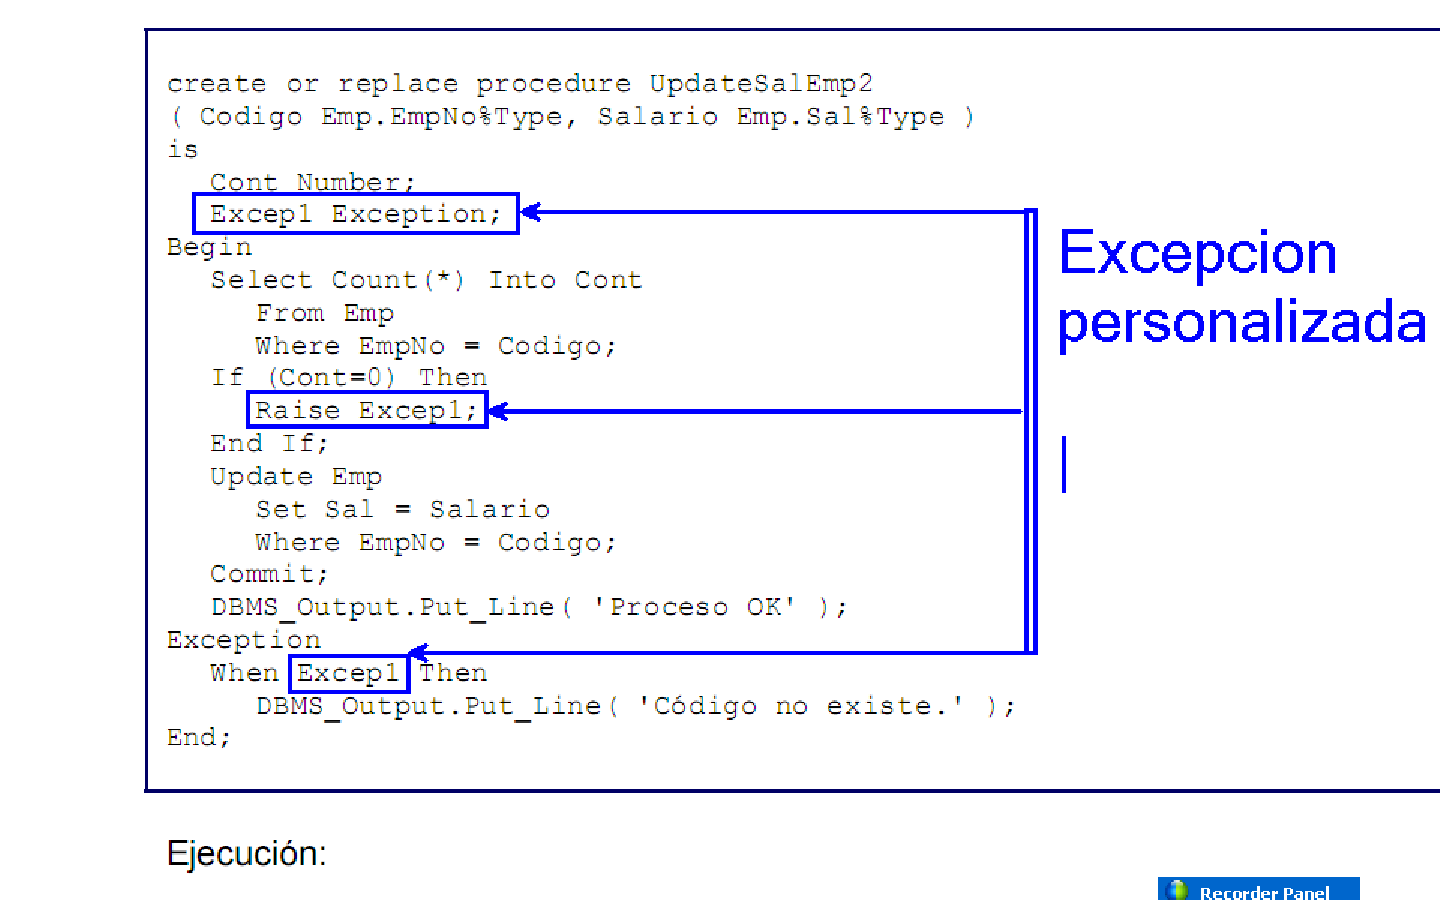 create or replace procedure UpdateSalEmp2
( Codigo Emp.EmpNo%Type, Salario Emp.Sal%Type )
is
Cont Number;
Excep1 Exception;
Begin
Select Count(*) Into Cont
From Emp
Where EmpNo = Codigo;
If (Cont=0) Then
Raise Excep1;
End If;
Update Emp
Set Sal = Salario
Where EmpNo = Codigo;
Commit;
DBMS_Output.Put_Line( 'Proceso OK' );
Exception
When Excep1 Then
DBMS_Output.Put_Line( 'Código no existe.' );
End;
Excepcion
personalizada
Ejecución:
Recorder Panel